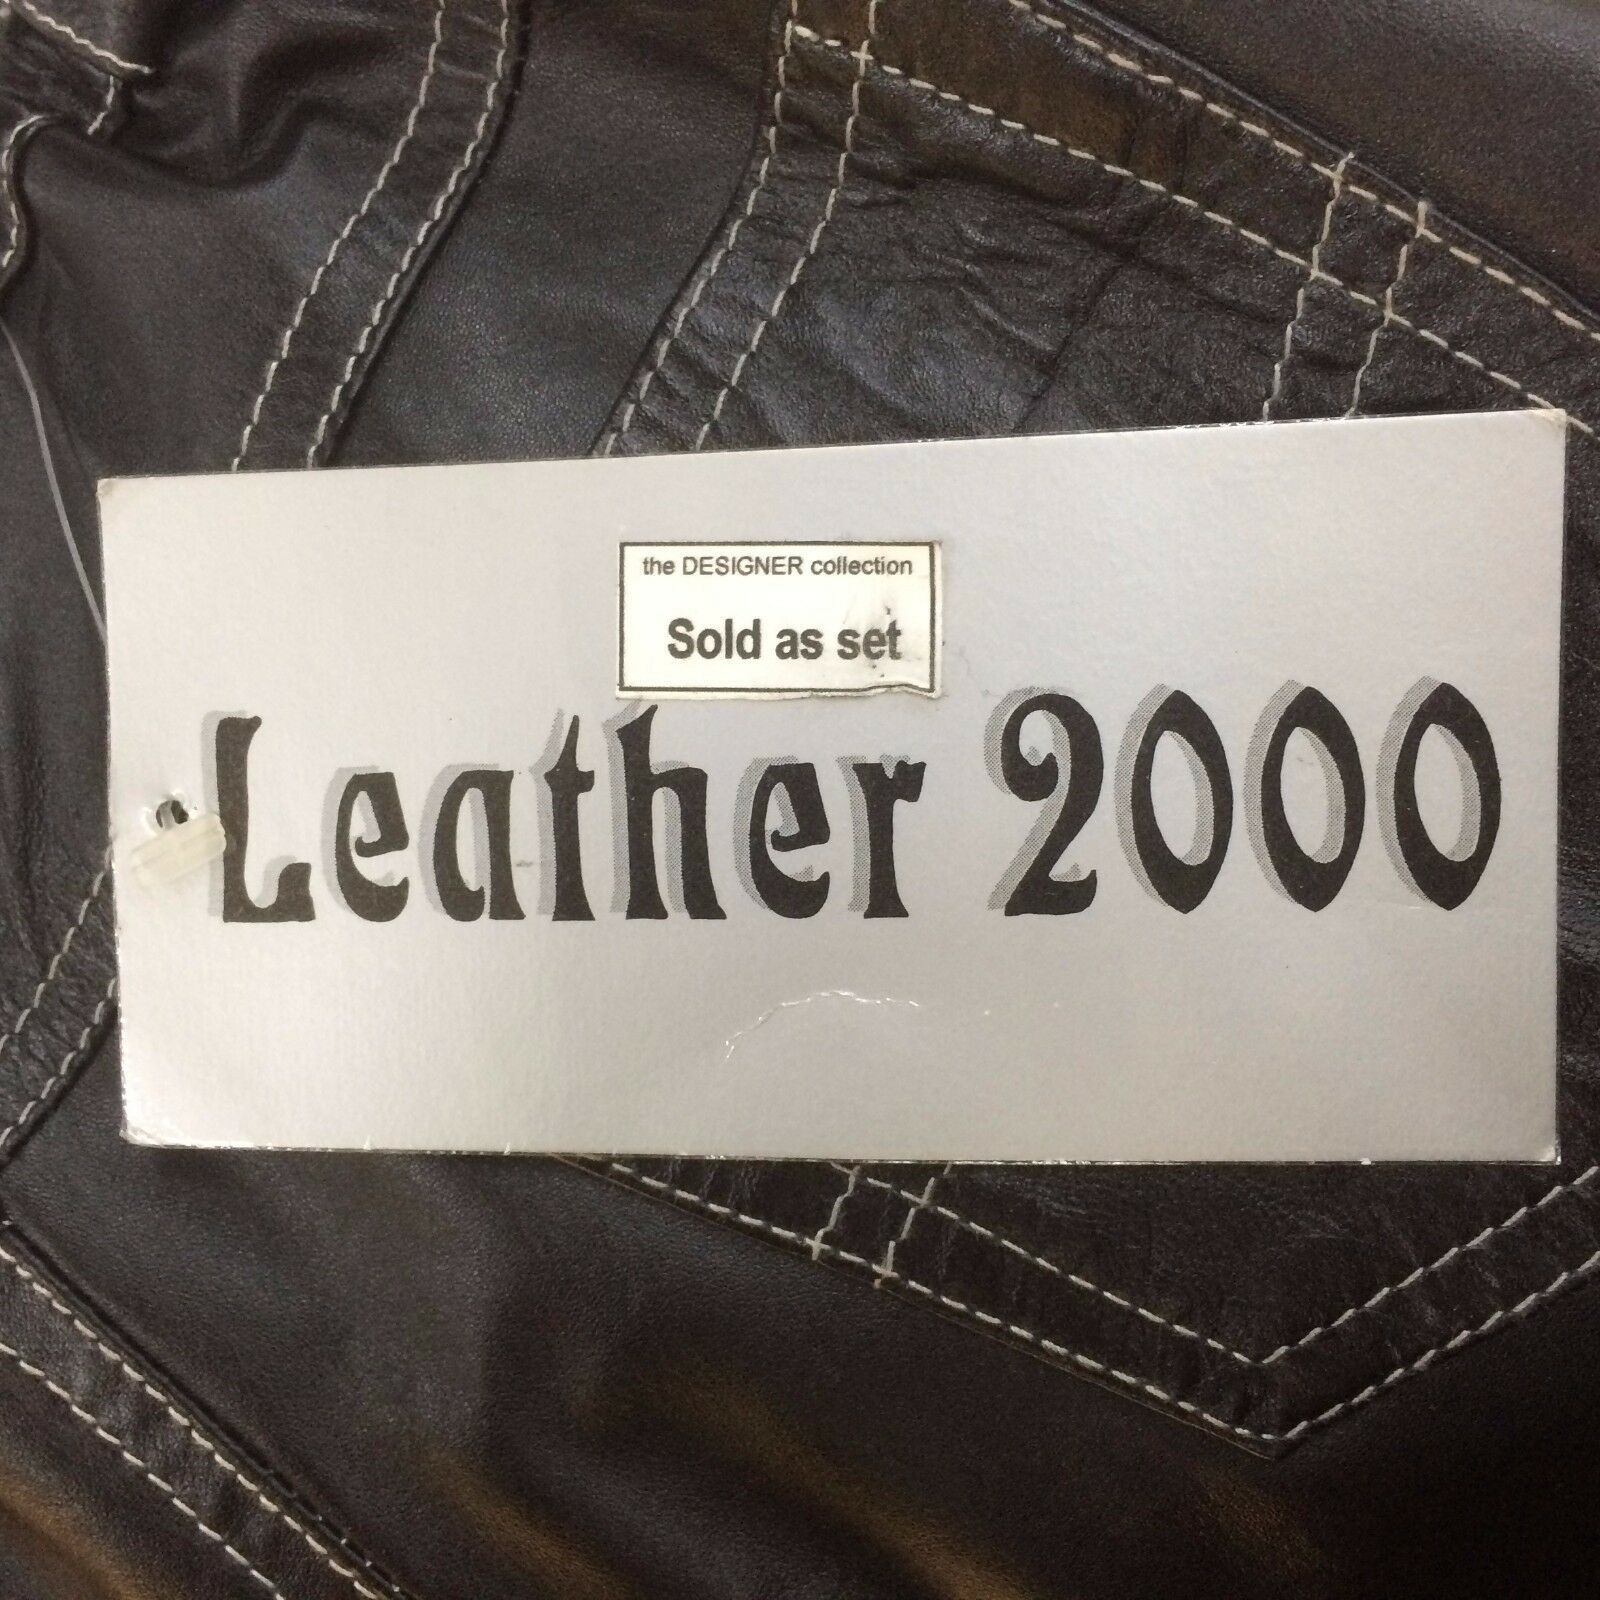 the DESIGNER collection
Sold as set
Leather 2000